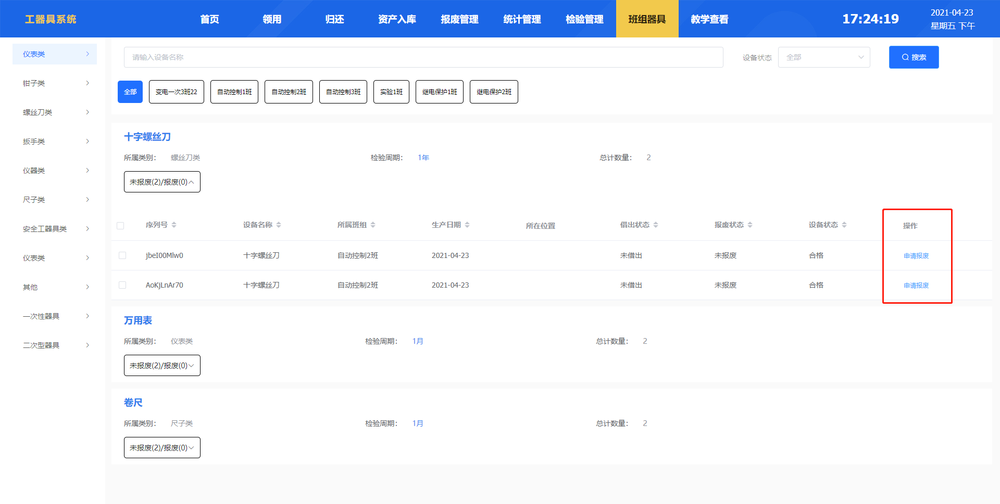 工器具系统 首页 领用 归还 资产入库 报废管理 统计管理 检验管理 班组器具 教学查看 17:24:19 2021-04-23
星期五 下午
仪表类
钳子类
螺丝刀类
扳手类
仪器类
尺子类
安全工器具类
仪表类
其他
一次性器具
二次型器具
请输入设备名称 设备状态 全部 搜索
全部 变电一次3班22 自动控制1班 自动控制2班 自动控制3班 实验1班 继电保护1班 继电保护2班
十字螺丝刀
所属类别： 螺丝刀类 检验周期： 1年 总计数量： 2
未报废(2)/报废(0)
序列号 设备名称 所属班组 生产日期 所在位置 借出状态 报废状态 设备状态 操作
jbeI00Mlw0 十字螺丝刀 自动控制2班 2021-04-23 未借出 未报废 合格 申请报废
AoKjLnAr70 十字螺丝刀 自动控制2班 2021-04-23 未借出 未报废 合格 申请报废
万用表
所属类别： 仪表类 检验周期： 1月 总计数量： 2
未报废(2)/报废(0)
卷尺
所属类别： 尺子类 检验周期： 1月 总计数量： 2
未报废(2)/报废(0)